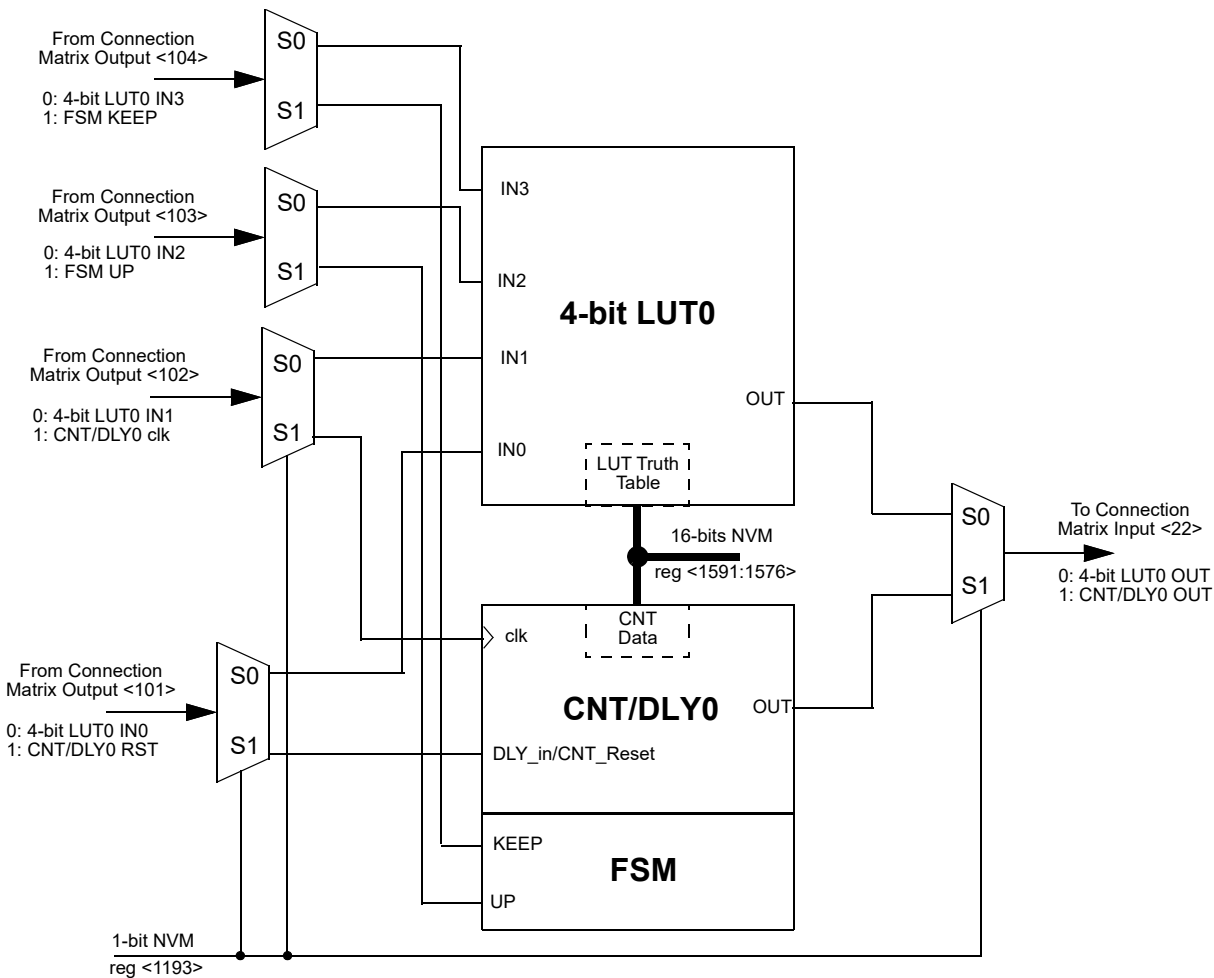 From Connection
Matrix Output <104>
0: 4-bit LUT0 IN3
1: FSM KEEP
S0
S1
From Connection
Matrix Output <103>
0: 4-bit LUT0 IN2
1: FSM UP
S0
S1
From Connection
Matrix Output <102>
0: 4-bit LUT0 IN1
1: CNT/DLY0 clk
S0
S1
From Connection
Matrix Output <101>
0: 4-bit LUT0 IN0
1: CNT/DLY0 RST
S0
S1
IN3
IN2
IN1
IN0
4-bit LUT0
OUT
LUT Truth
Table
16-bits NVM
reg <1591:1576>
CNT
Data
clk
CNT/DLY0
OUT
DLY_in/CNT_Reset
KEEP
UP
FSM
S0
S1
To Connection
Matrix Input <22>
0: 4-bit LUT0 OUT
1: CNT/DLY0 OUT
1-bit NVM
reg <1193>